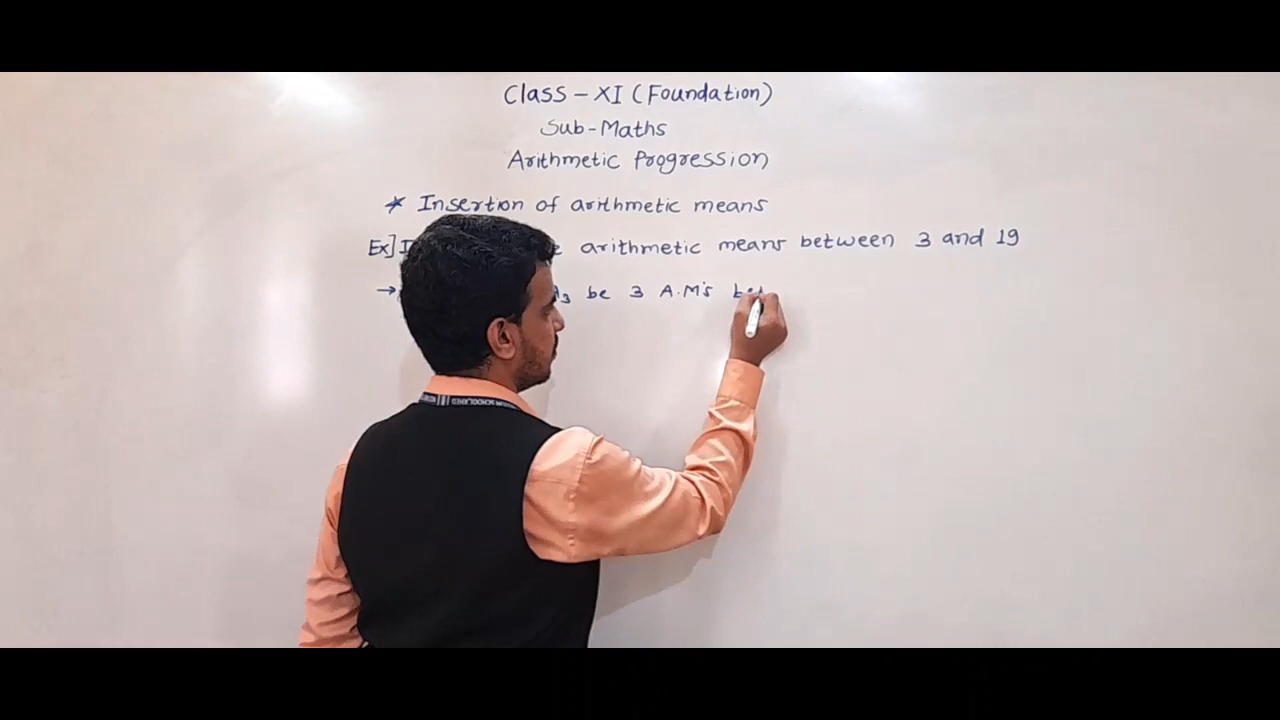 Class - XI (Foundation)
Sub-Maths
Arithmetic Progression
* Insertion of arithmetic means
Ex] arithmetic means between 3 and 19
→ A3 be 3 A.M's bet